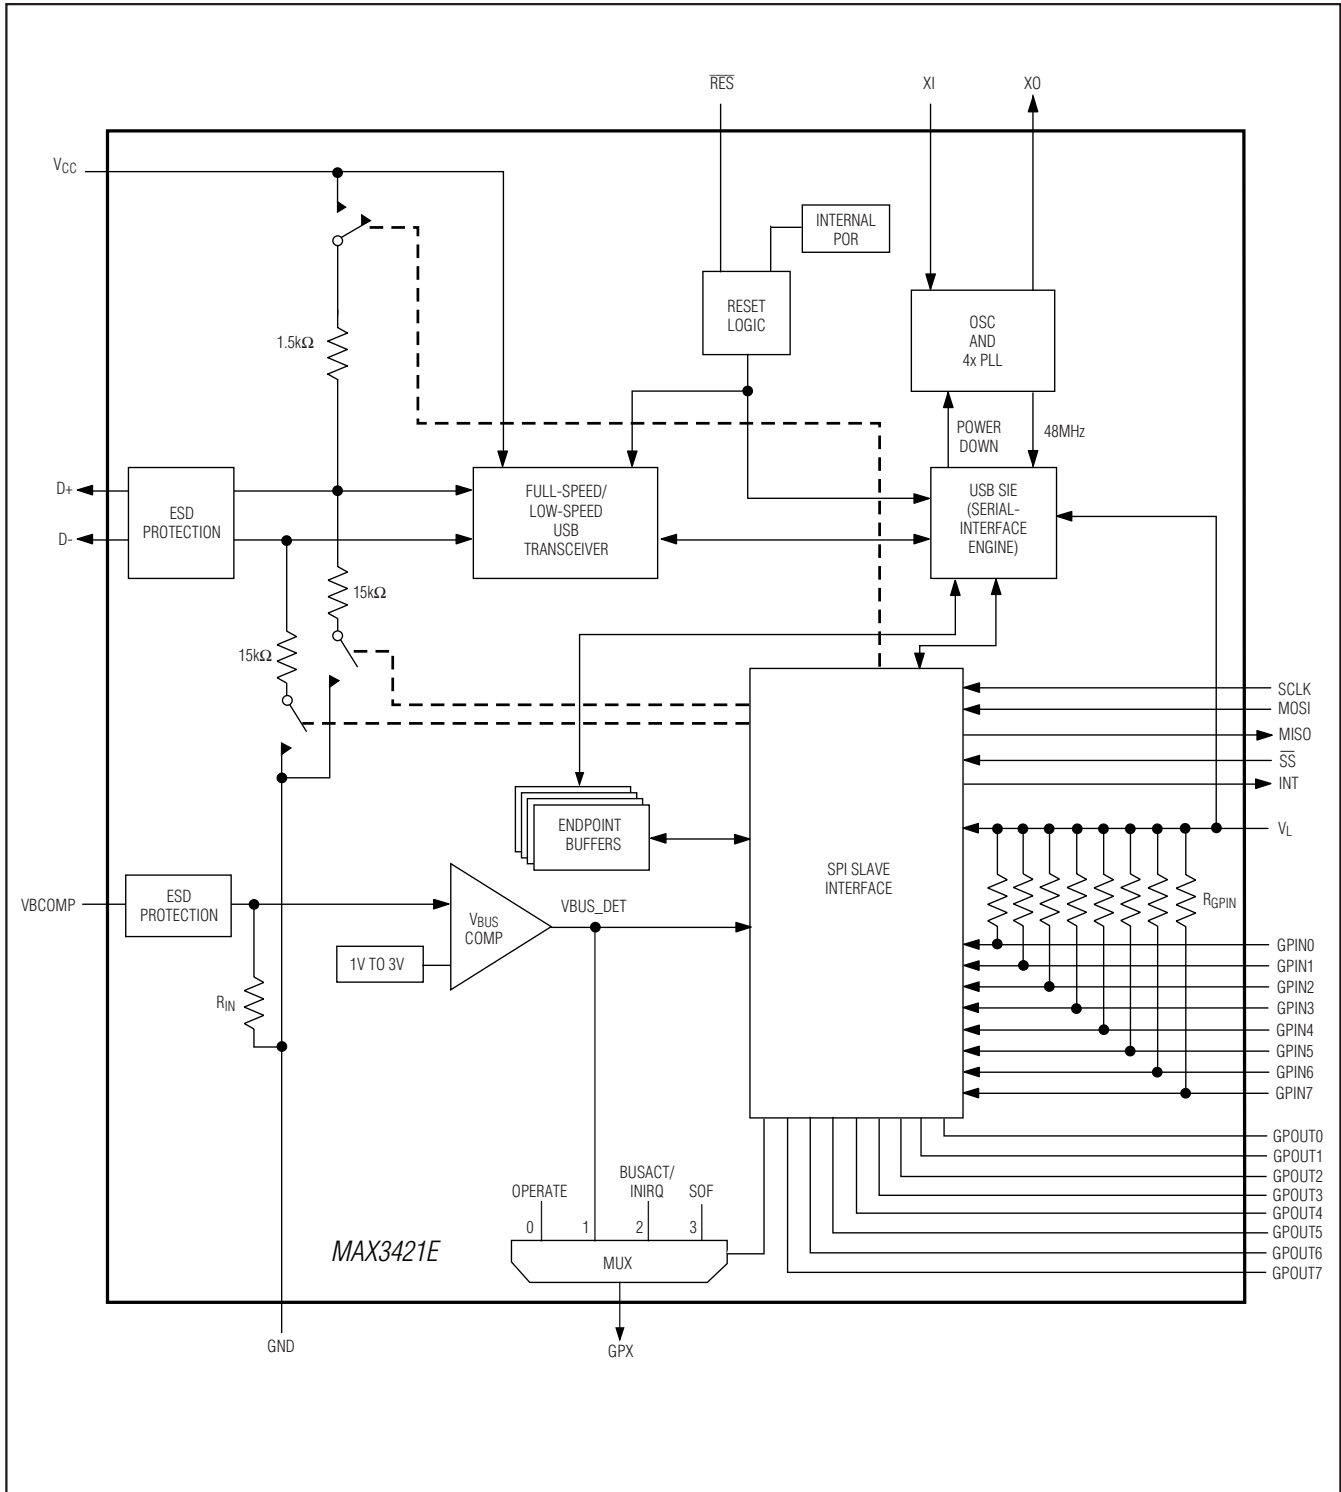 R̅E̅S̅
XI
XO
VCC
INTERNAL
POR
RESET
LOGIC
OSC
AND
4x PLL
1.5kΩ
POWER
DOWN
48MHz
D+
D-
ESD
PROTECTION
FULL-SPEED/
LOW-SPEED
USB
TRANSCEIVER
USB SIE
(SERIAL-
INTERFACE
ENGINE)
15kΩ
15kΩ
SCLK
MOSI
MISO
S̅S̅
INT
VL
ENDPOINT
BUFFERS
SPI SLAVE
INTERFACE
RGPIN
VBCOMP
ESD
PROTECTION
VBUS
COMP
VBUS_DET
1V TO 3V
RIN
GPIN0
GPIN1
GPIN2
GPIN3
GPIN4
GPIN5
GPIN6
GPIN7
GPOUT0
GPOUT1
GPOUT2
GPOUT3
GPOUT4
GPOUT5
GPOUT6
GPOUT7
OPERATE
BUSACT/
INIRQ
SOF
0
1
2
3
MUX
MAX3421E
GND
GPX